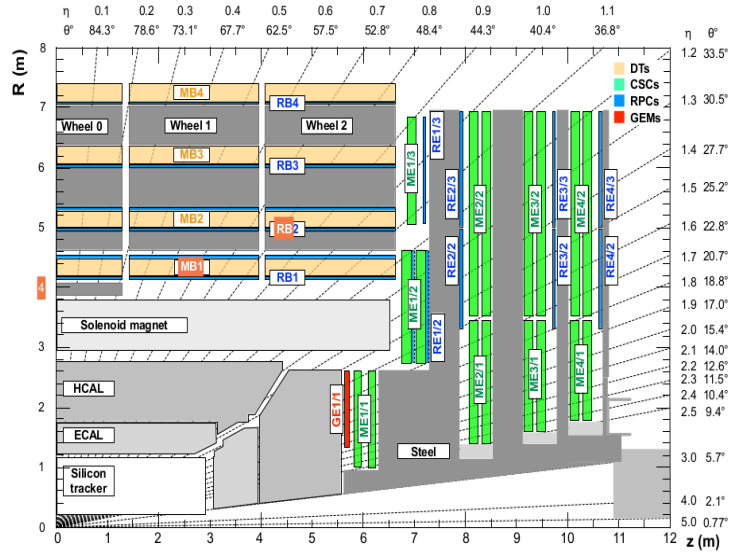 η 0.1 0.2 0.3 0.4 0.5 0.6 0.7 0.8 0.9 1.0 1.1
θ° 84.3° 78.6° 73.1° 67.7° 62.5° 57.5° 52.8° 48.4° 44.3° 40.4° 36.8° η θ°
R (m)
8
7
6
5
4
3
2
1
0
1.2 33.5°
1.3 30.5°
1.4 27.7°
1.5 25.2°
1.6 22.8°
1.7 20.7°
1.8 18.8°
1.9 17.0°
2.0 15.4°
2.1 14.0°
2.2 12.6°
2.3 11.5°
2.4 10.4°
2.5 9.4°
3.0 5.7°
4.0 2.1°
5.0 0.77°
DTs
CSCs
RPCs
GEMs
MB4
RB4
Wheel 0
Wheel 1
Wheel 2
MB3
RB3
MB2
RB2
MB1
RB1
Solenoid magnet
HCAL
ECAL
Silicon
tracker
Steel
GE1/1
ME1/1
ME1/2
ME1/3
RE1/3
RE1/2
RE2/3
RE2/2
ME2/2
ME2/1
ME3/2
ME3/1
RE3/3
RE3/2
ME4/2
ME4/1
RE4/3
RE4/2
0 1 2 3 4 5 6 7 8 9 10 11 12
z (m)